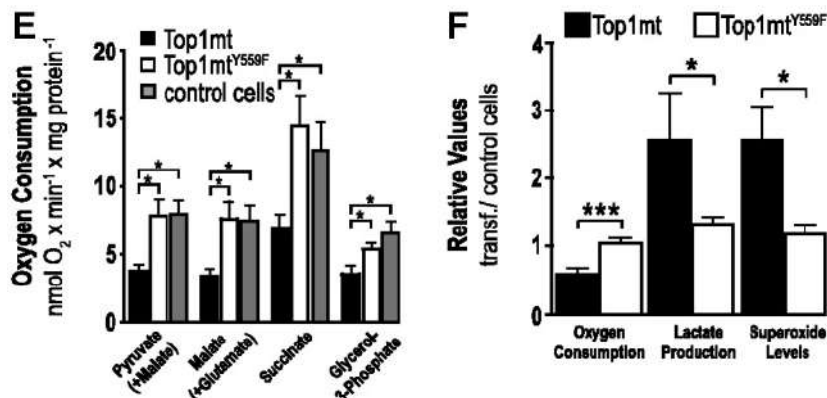 E
Top1mt
Top1mtY559F
control cells
Oxygen Consumption
nmol O2 x min-1 x mg protein-1
20
15
10
5
0
*
*
*
*
*
*
*
*
Pyruvate
(+Malate)
Malate
(+Glutamate)
Succinate
Glycerol-
3-Phosphate
F
Top1mt
Top1mtY559F
Relative Values
transf./ control cells
4
3
2
1
0
***
*
*
Oxygen
Consumption
Lactate
Production
Superoxide
Levels